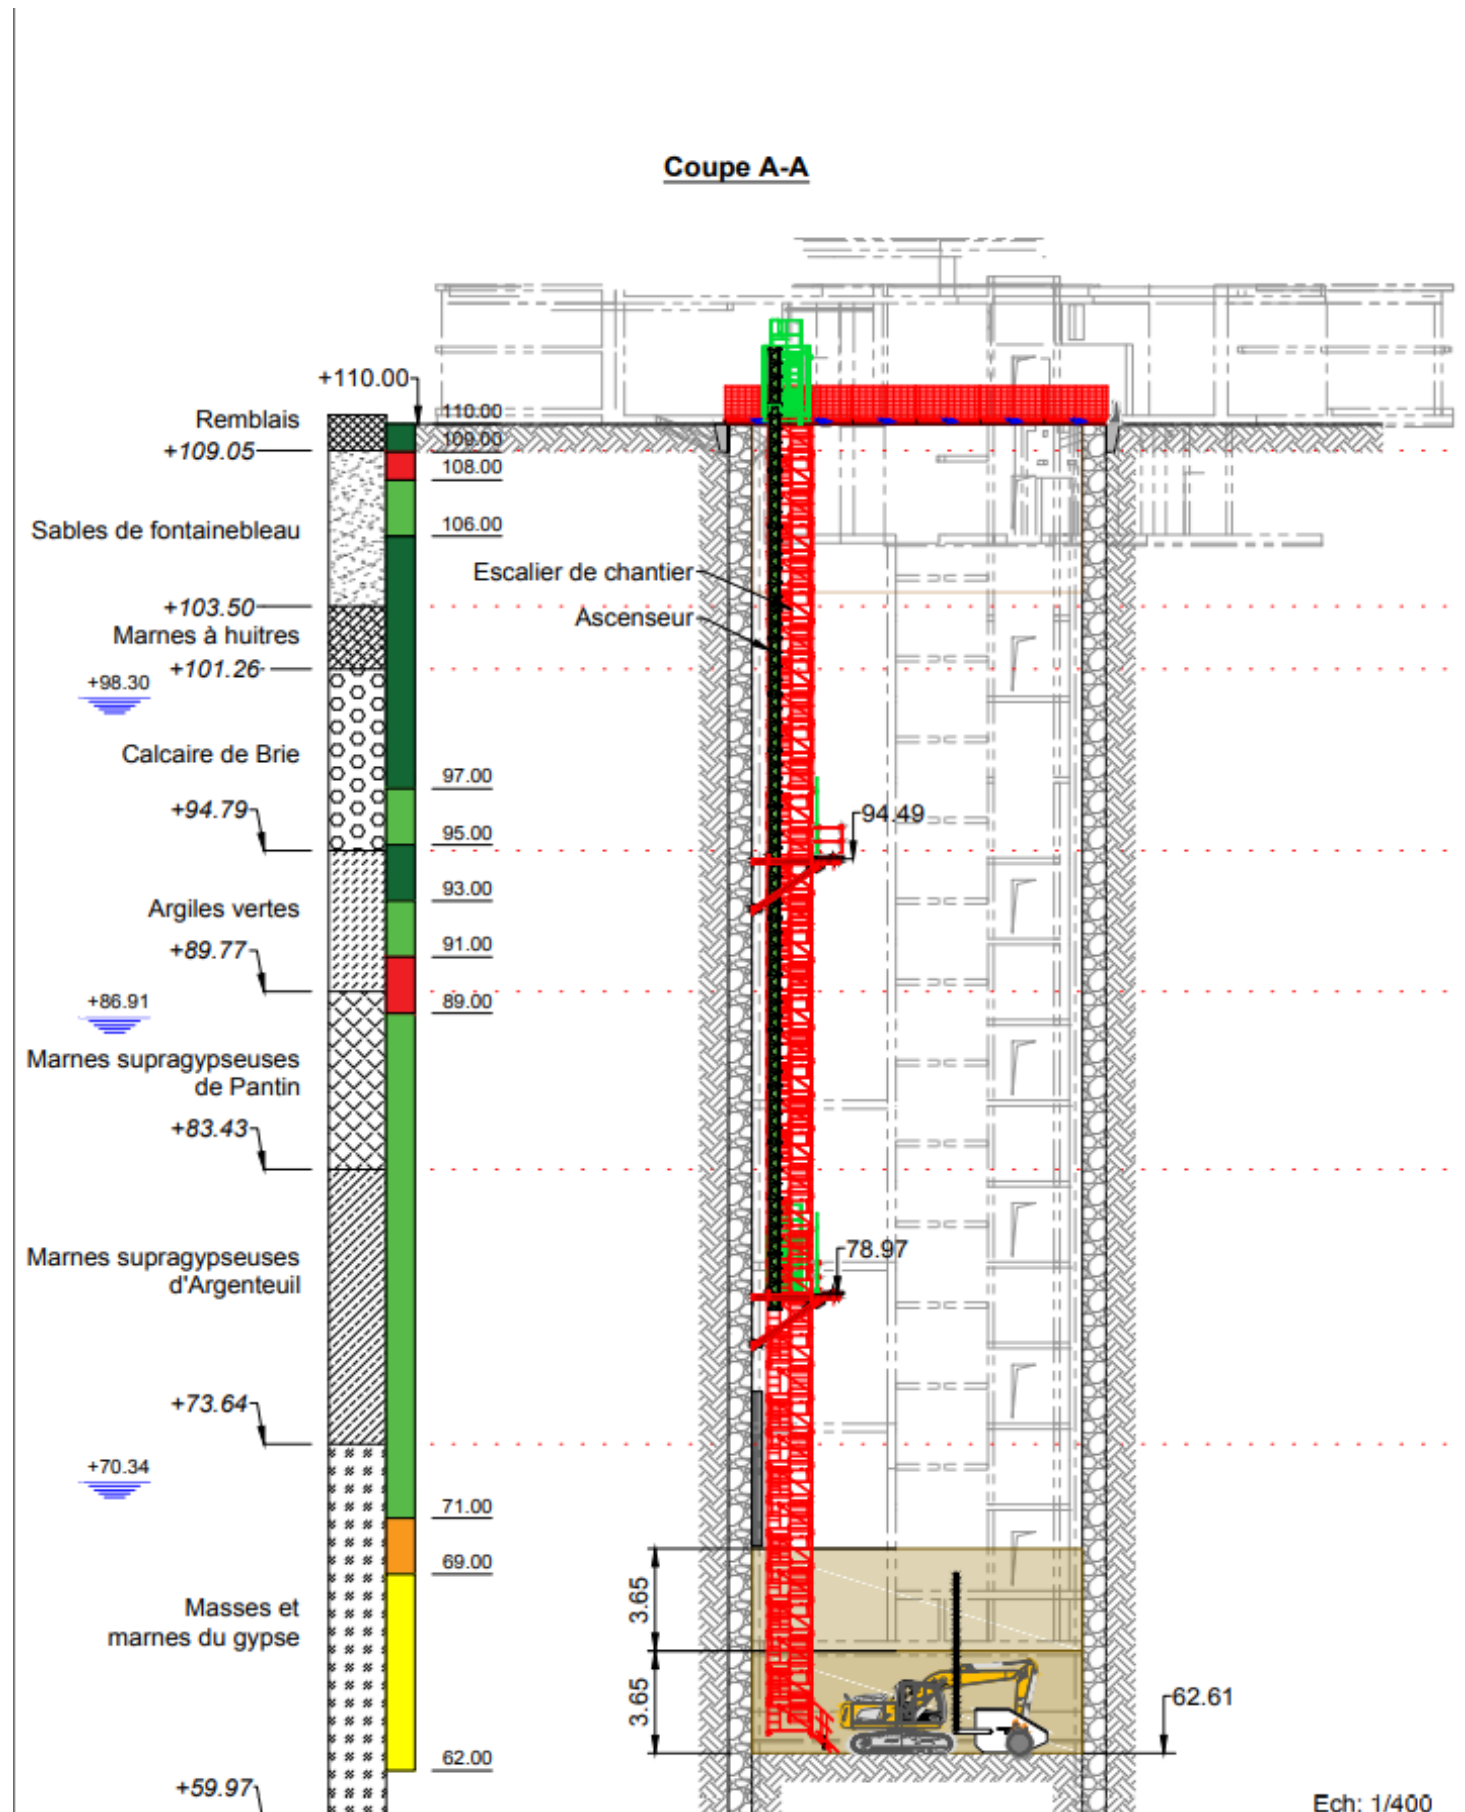 Coupe A-A
+110.00
Remblais
110.00
+109.05
109.00
108.00
Sables de fontainebleau
106.00
Escalier de chantier
+103.50
Ascenseur
Marnes à huitres
+101.26
+98.30
Calcaire de Brie
97.00
+94.79
94.49
95.00
Argiles vertes
93.00
+89.77
91.00
+86.91
89.00
Marnes supragypseuses
de Pantin
+83.43
Marnes supragypseuses
d'Argenteuil
78.97
+73.64
+70.34
71.00
69.00
3.65
Masses et
marnes du gypse
3.65
62.61
62.00
+59.97
Ech: 1/400